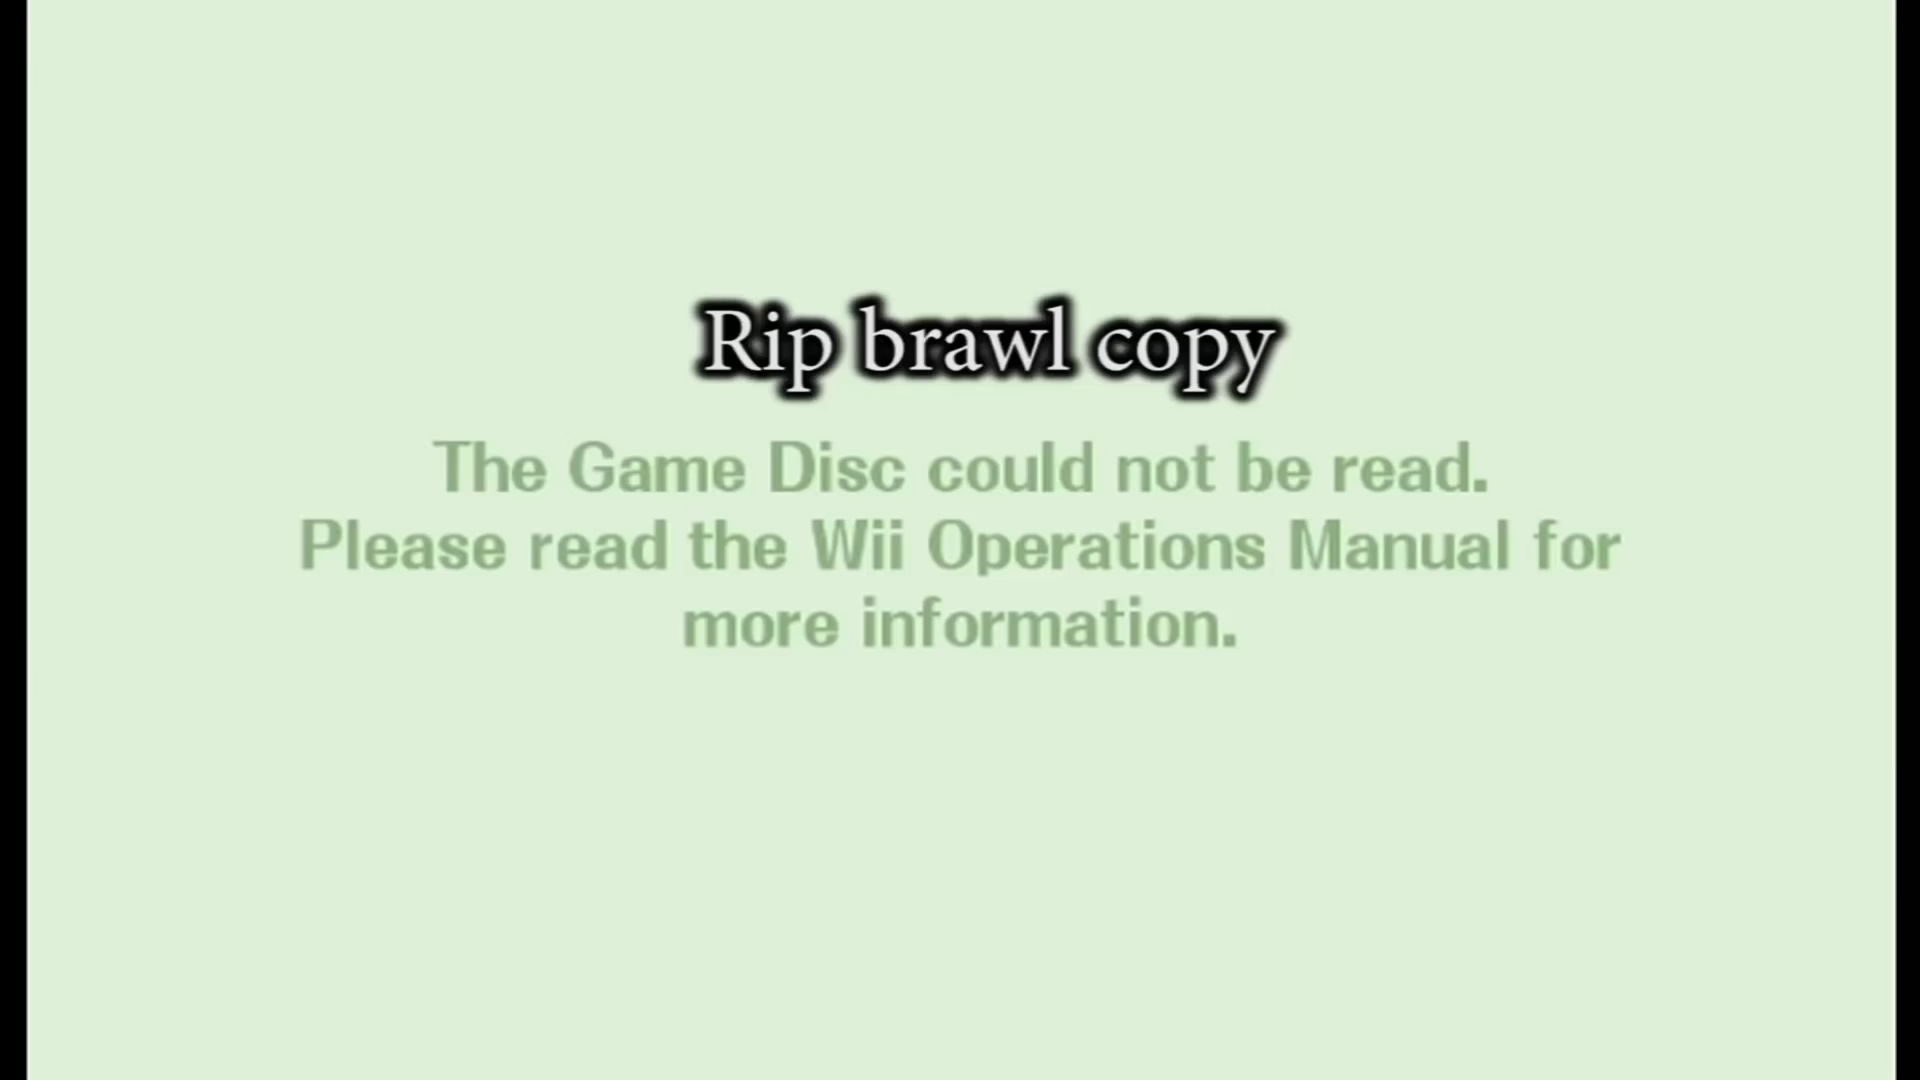 Rip brawl copy
The Game Disc could not be read.
Please read the Wii Operations Manual for
more information.